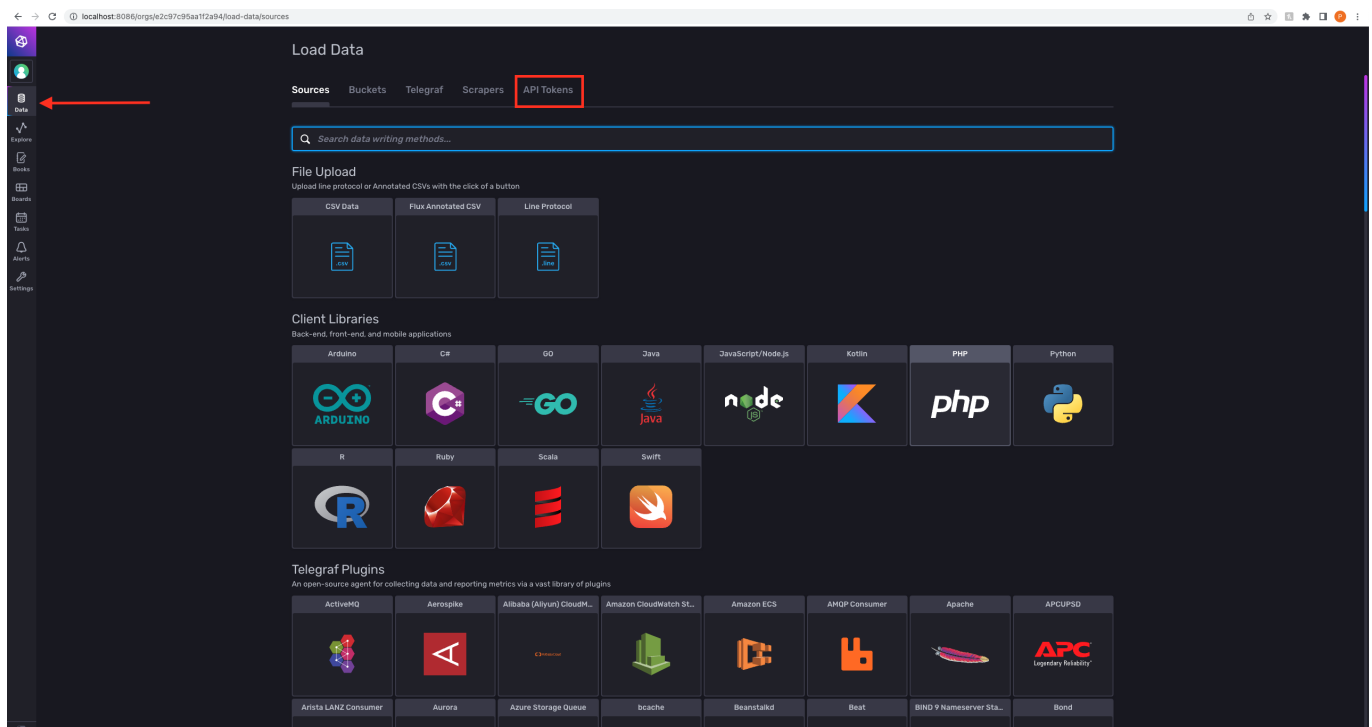 localhost:8086/orgs/e2c97c95aa1f2a94/load-data/sources
P
Load Data
Data
Explore
Books
Boards
Tasks
Alerts
Settings
Sources Buckets Telegraf Scrapers API Tokens
Search data writing methods...
File Upload
Upload line protocol or Annotated CSVs with the click of a button
CSV Data Flux Annotated CSV Line Protocol
.csv .csv .line
Client Libraries
Back-end, front-end, and mobile applications
Arduino C# GO Java JavaScript/Node.js Kotlin PHP Python
ARDUINO C# GO Java node JS php
R Ruby Scala Swift
R
Telegraf Plugins
An open-source agent for collecting data and reporting metrics via a vast library of plugins
ActiveMQ Aerospike Alibaba (Aliyun) CloudM... Amazon CloudWatch St... Amazon ECS AMQP Consumer Apache APCUPSD
APC
Legendary Reliability
Arista LANZ Consumer Aurora Azure Storage Queue bcache Beanstalkd Beat BIND 9 Nameserver Sta... Bond